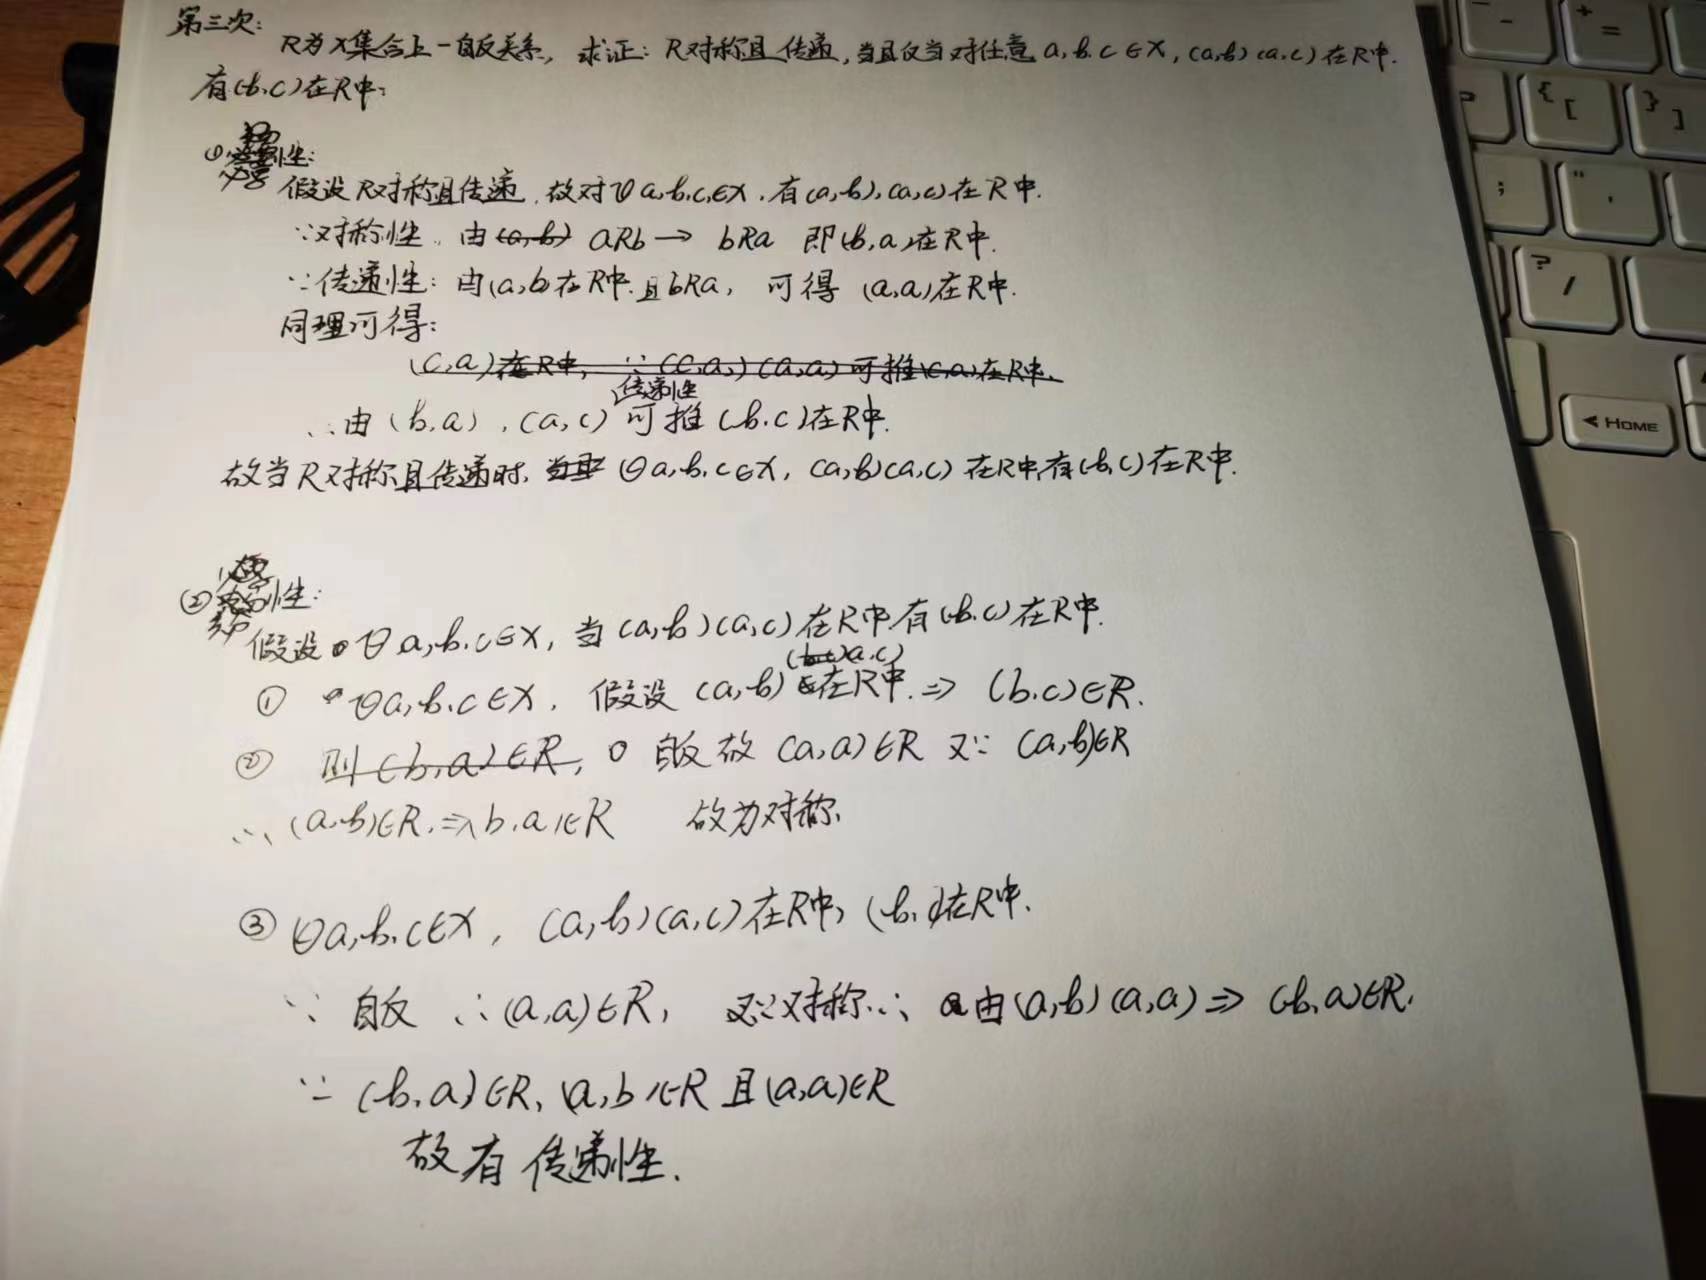 第三次:
R为X集合上一自反关系, 求证: R对称且传递,当且仅当对任意a,b.c∈X,(a,b)(a,c)在R中.
有(b.c)在R中;
①性:
假设R对称且传递.故对∀a,b,c,∈X.有(a,b),(a,c)在R中.
∵对称性.由(a,b) aRb→ bRa 即(b,a)在R中.
∵传递性:由(a,b)在R中.且bRa, 可得 (a,a)在R中.
同理可得:
(c,a)在R中, ∵(c,a,)(a,a)可推(c,a)在R中.
传递性
∴由(b,a),(a,c)可推(b.c)在R中.
故当R对称且传递时, ∀a,b,c∈X, (a,b)(a,c)在R中,有(b,c)在R中.
②性:
假设∀a,b.c∈X,当(a,b)(a,c)在R中有(b.c)在R中.
(a.c)
① ∀a,b.c∈X. 假设(a,b)在R中.⇒ (b.c)∈R.
② 则(b,a)∈R, 自反故(a,a)∈R 又∵(a,b)∈R
∴(a,b)∈R.⇒b.a)∈R 故为对称.
③ ∀a,b.c∈X, (a,b)(a,c)在R中, (b,)在R中.
∵ 自反 ∴(a,a)∈R, 又∵对称∴ 由(a,b)(a,a)⇒(b,a)∈R.
∵ (b,a)∈R, (a,b)∈R 且(a,a)∈R
故有传递性.
? /
{ [
} ]
;
" '
+ =
◄ HOME